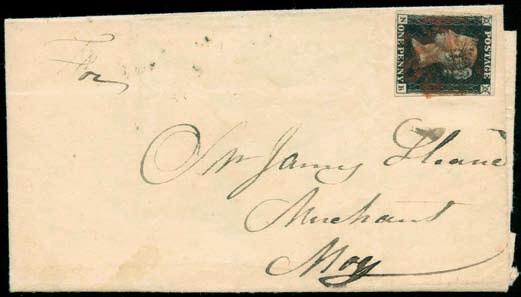 POSTAGE
N ONE PENNY B
For
Mr James Sloane
Merchant
Moy